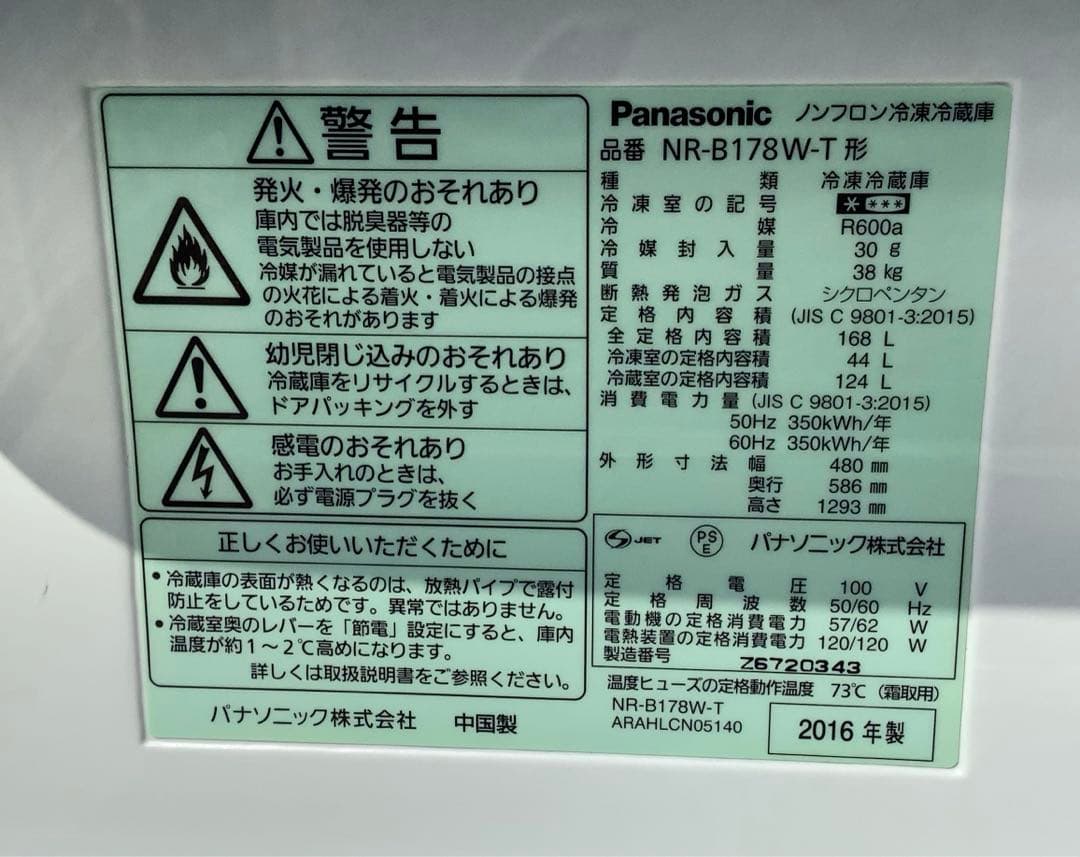 警告
発火・爆発のおそれあり
庫内では脱臭器等の
電気製品を使用しない
冷媒が漏れていると電気製品の接点
の火花による着火・着火による爆発
のおそれがあります
幼児閉じ込みのおそれあり
冷蔵庫をリサイクルするときは、
ドアパッキングを外す
感電のおそれあり
お手入れのときは、
必ず電源プラグを抜く
正しくお使いいただくために
•冷蔵庫の表面が熱くなるのは、放熱パイプで露付
防止をしているためです。異常ではありません。
•冷蔵室奥のレバーを「節電」設定にすると、庫内
温度が約1～2℃高めになります。
詳しくは取扱説明書をご参照ください。
パナソニック株式会社 中国製
Panasonic ノンフロン冷凍冷蔵庫
品番 NR-B178W-T 形
種類 冷凍冷蔵庫
冷凍室の記号 * ***
冷媒 R600a
冷媒封入量 30 g
質量 38 kg
断熱発泡ガス シクロペンタン
定格内容積 (JIS C 9801-3:2015)
全定格内容積 168 L
冷凍室の定格内容積 44 L
冷蔵室の定格内容積 124 L
消費電力量 (JIS C 9801-3:2015)
50Hz 350kWh/年
60Hz 350kWh/年
外形寸法 幅 480 mm
奥行 586 mm
高さ 1293 mm
JET PSE パナソニック株式会社
定格電圧 100 V
定格周波数 50/60 Hz
電動機の定格消費電力 57/62 W
電熱装置の定格消費電力 120/120 W
製造番号 Z6720343
温度ヒューズの定格動作温度 73℃ (霜取用)
NR-B178W-T
ARAHLCN05140
2016 年製